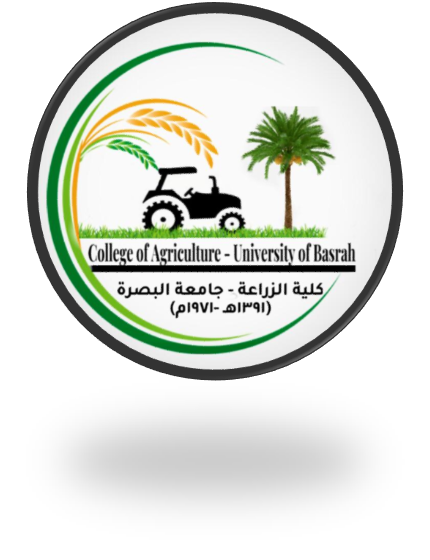 College of Agriculture - University of Basrah
كلية الزراعة - جامعة البصرة
(١٣٩١هـ -١٩٧١م)